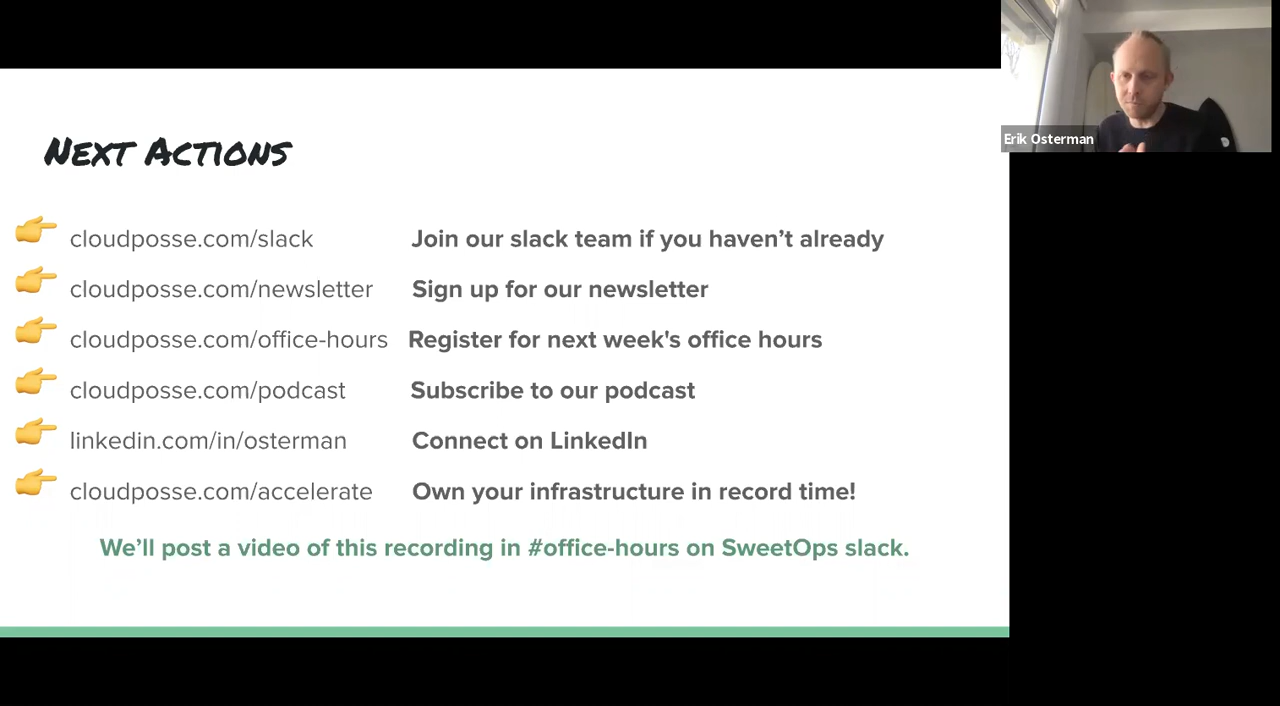 Next Actions
cloudposse.com/slack Join our slack team if you haven’t already
cloudposse.com/newsletter Sign up for our newsletter
cloudposse.com/office-hours Register for next week's office hours
cloudposse.com/podcast Subscribe to our podcast
linkedin.com/in/osterman Connect on LinkedIn
cloudposse.com/accelerate Own your infrastructure in record time!
We’ll post a video of this recording in #office-hours on SweetOps slack.
Erik Osterman